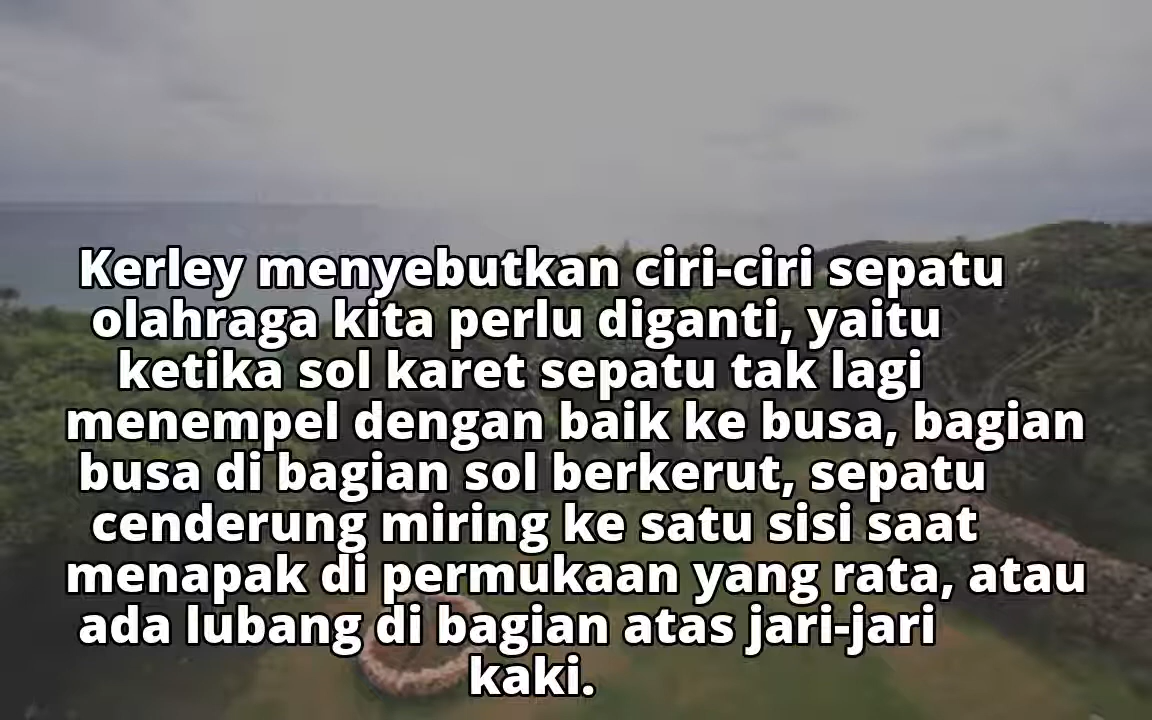 Kerley menyebutkan ciri-ciri sepatu
olahraga kita perlu diganti, yaitu
ketika sol karet sepatu tak lagi
menempel dengan baik ke busa, bagian
busa di bagian sol berkerut, sepatu
cenderung miring ke satu sisi saat
menapak di permukaan yang rata, atau
ada lubang di bagian atas jari-jari
kaki.